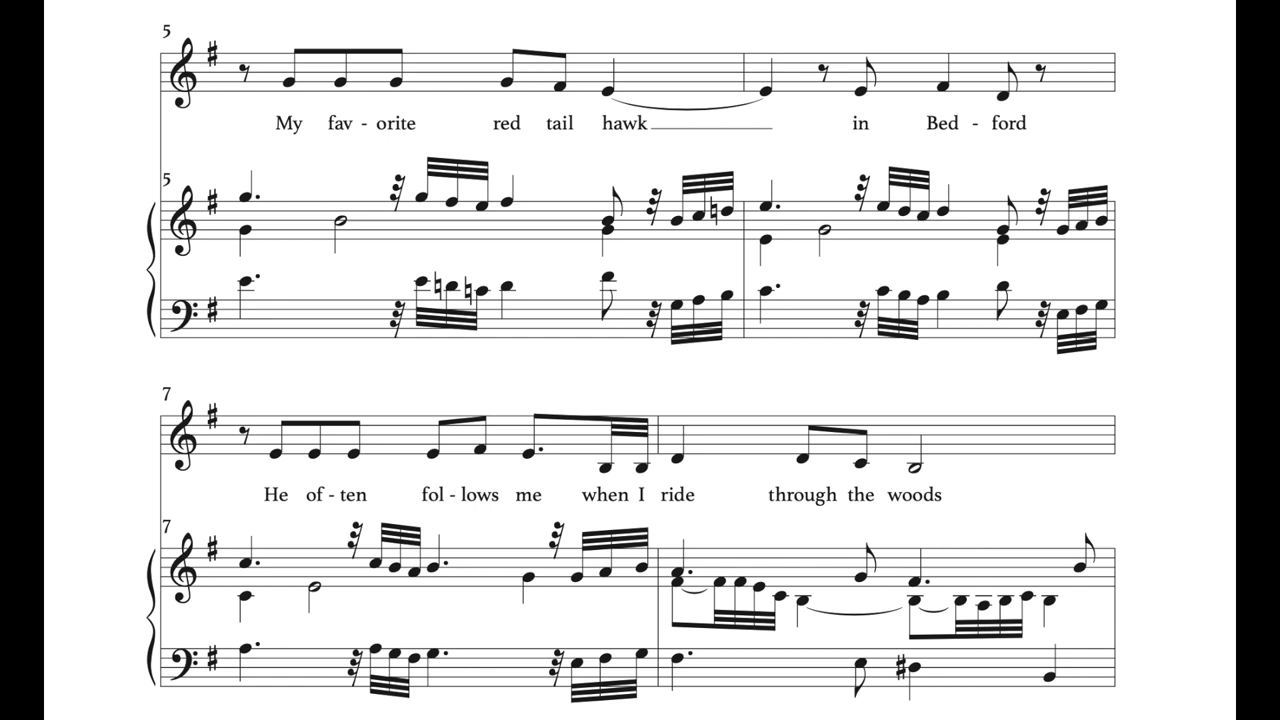 5
My fav - orite red tail hawk in Bed - ford
5
7
He of - ten fol - lows me when I ride through the woods
7